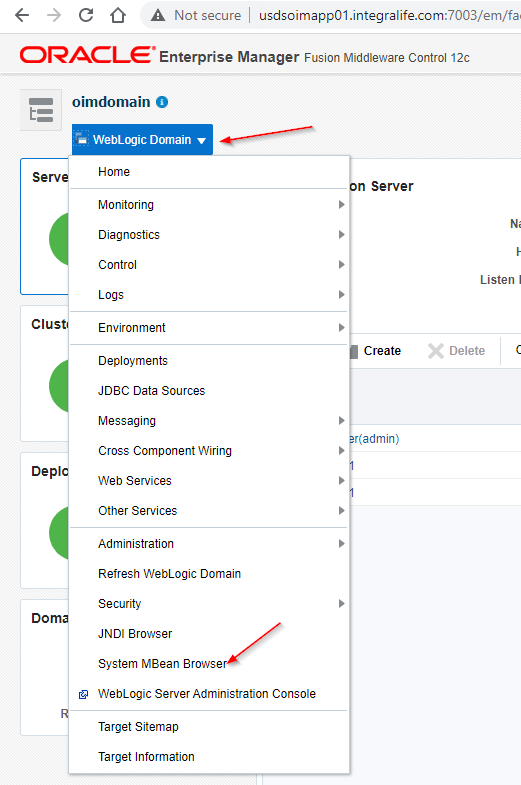 Not secure usdsoimapp01.integralife.com:7003/em/fac
ORACLE® Enterprise Manager Fusion Middleware Control 12c
oimdomain
WebLogic Domain
Home
Monitoring
Diagnostics
Control
Logs
Environment
Deployments
JDBC Data Sources
Messaging
Cross Component Wiring
Web Services
Other Services
Administration
Refresh WebLogic Domain
Security
JNDI Browser
System MBean Browser
WebLogic Server Administration Console
Target Sitemap
Target Information
Serve
Cluste
Deplo
Doma
R
on Server
Na
H
Listen
Create Delete
er(admin)
1
1